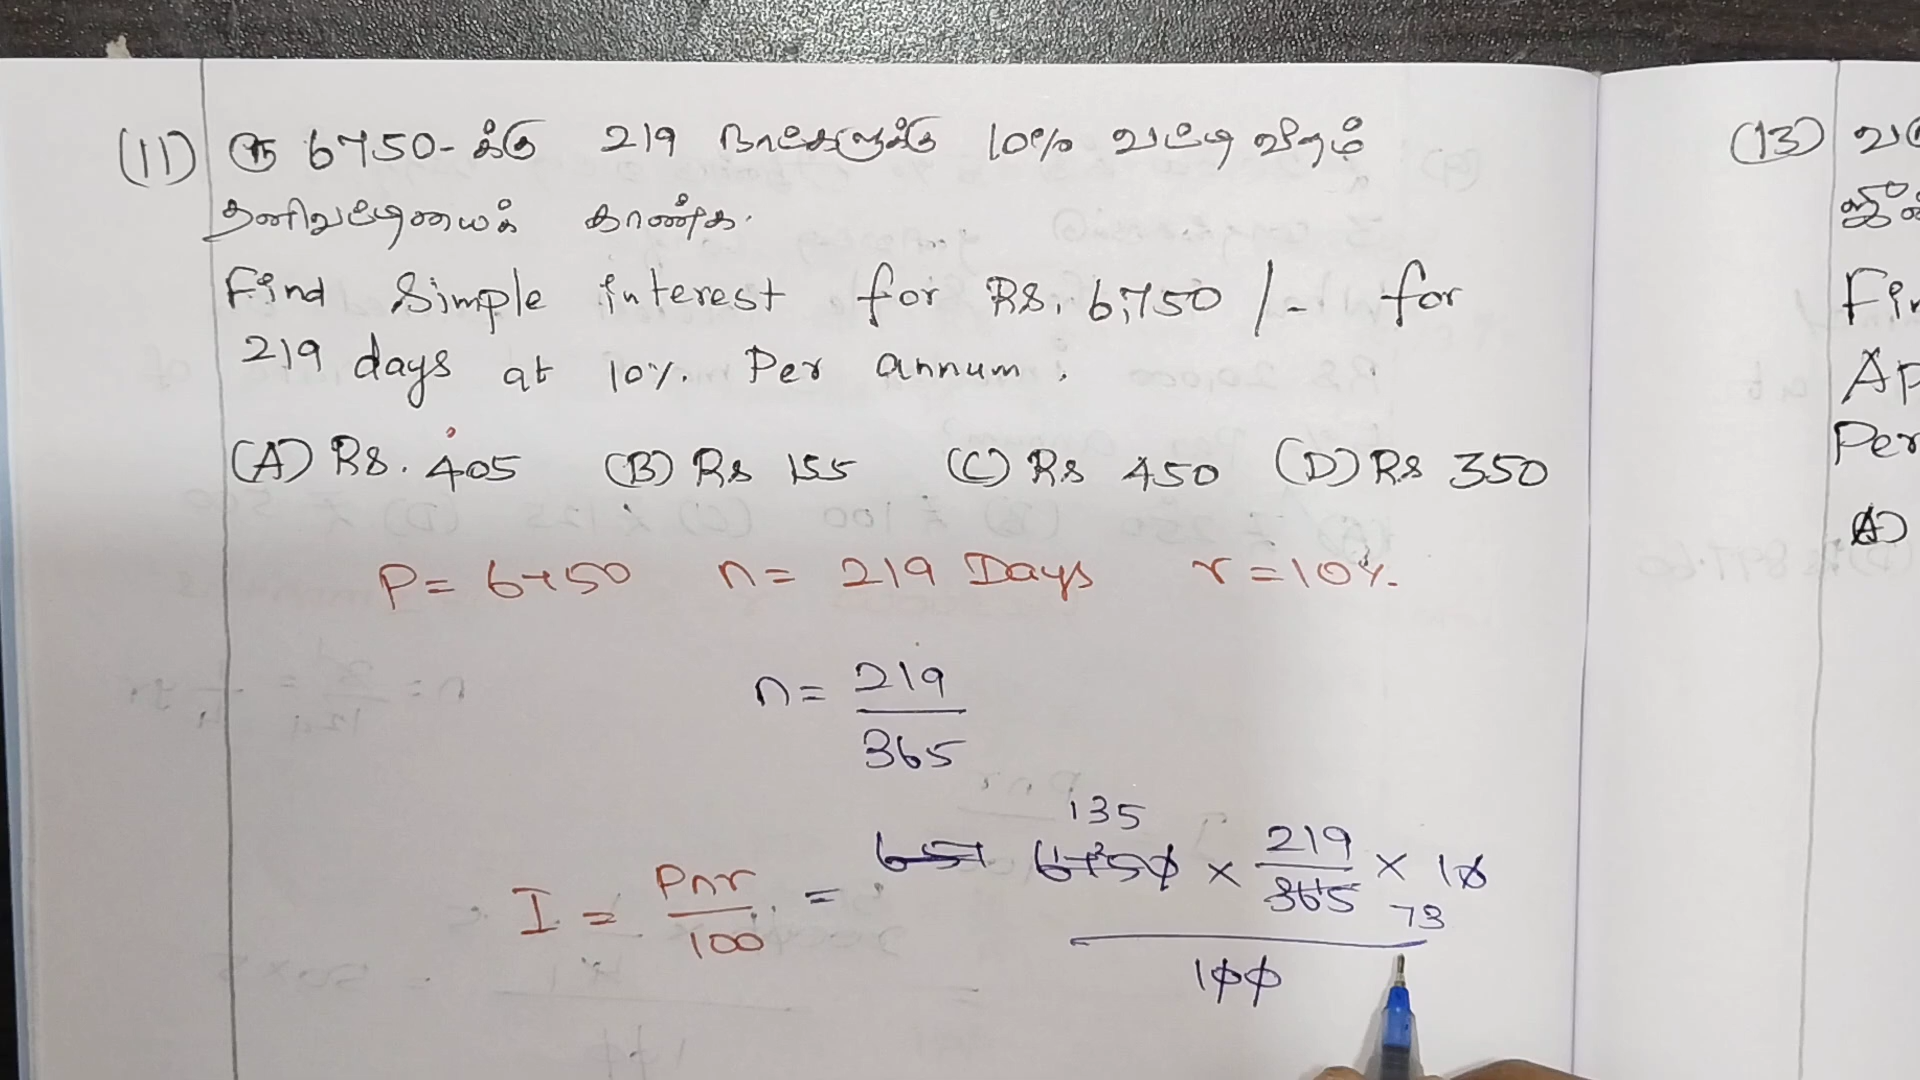 (11) ரூ 6750-க்கு 219 நாட்களுக்கு 10% வட்டி வீதம்
தனிவட்டியைக் காண்க.
Find Simple interest for RS. 6,750/- for
219 days at 10%. Per annum.
(A) RS. 405 (B) RS 155 (C) RS 450 (D) RS 350
P = 6750 n = 219 Days r = 10%.
n = 219
365
135
I = Pnr = 6750 × 219 × 10
100 365 73
100
(13)
Fin
Ap
Per
(A)